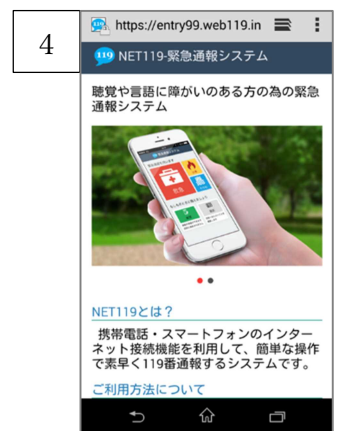 4
https://entry99.web119.in
119 NET119-緊急通報システム
聴覚や言語に障がいのある方の為の緊急
通報システム
NET119とは？
携帯電話・スマートフォンのインター
ネット接続機能を利用して、簡単な操作
で素早く119番通報するシステムです。
ご利用方法について